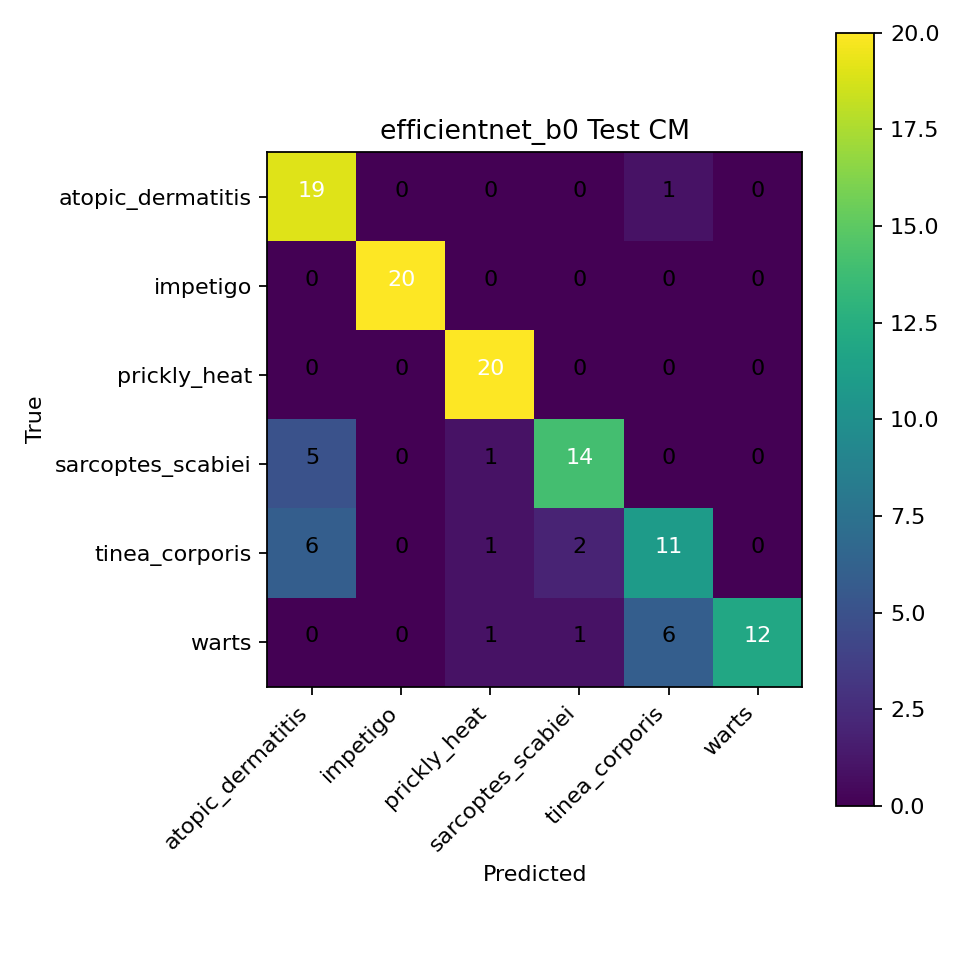 efficientnet_b0 Test CM
atopic_dermatitis 19 0 0 0 1 0
impetigo 0 20 0 0 0 0
prickly_heat 0 0 20 0 0 0
sarcoptes_scabiei 5 0 1 14 0 0
tinea_corporis 6 0 1 2 11 0
warts 0 0 1 1 6 12
True
atopic_dermatitis
impetigo
prickly_heat
sarcoptes_scabiei
tinea_corporis
warts
Predicted
20.0
17.5
15.0
12.5
10.0
7.5
5.0
2.5
0.0